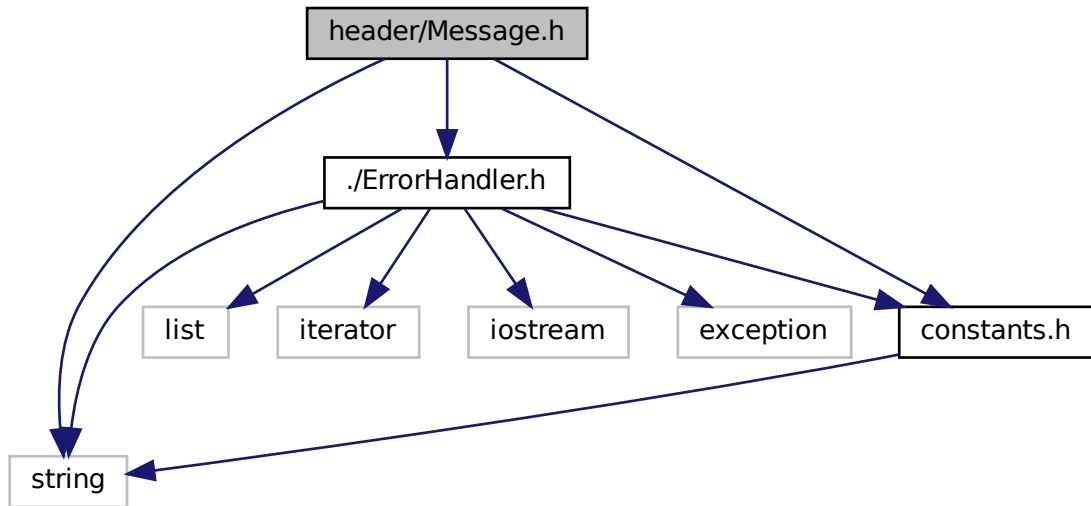 header/Message.h
./ErrorHandler.h
list
iterator
iostream
exception
constants.h
string